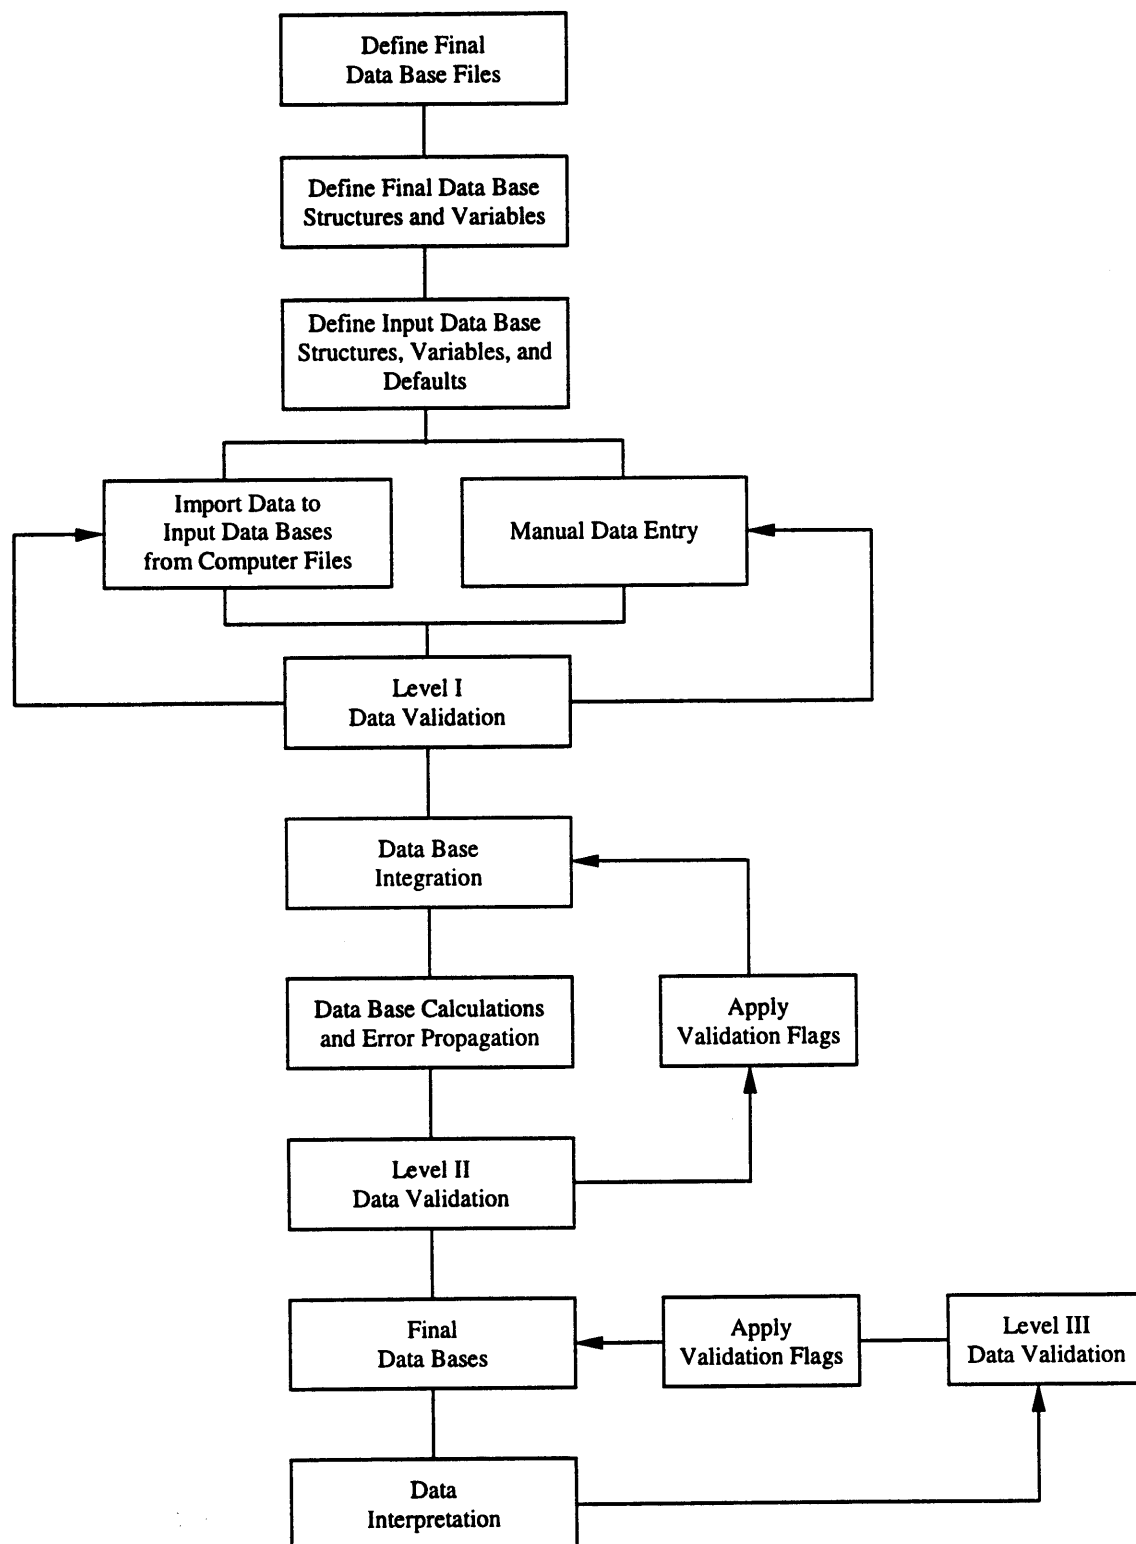 Define Final
Data Base Files
Define Final Data Base
Structures and Variables
Define Input Data Base
Structures, Variables, and
Defaults
Import Data to
Input Data Bases
from Computer Files
Manual Data Entry
Level I
Data Validation
Data Base
Integration
Data Base Calculations
and Error Propagation
Apply
Validation Flags
Level II
Data Validation
Final
Data Bases
Apply
Validation Flags
Level III
Data Validation
Data
Interpretation